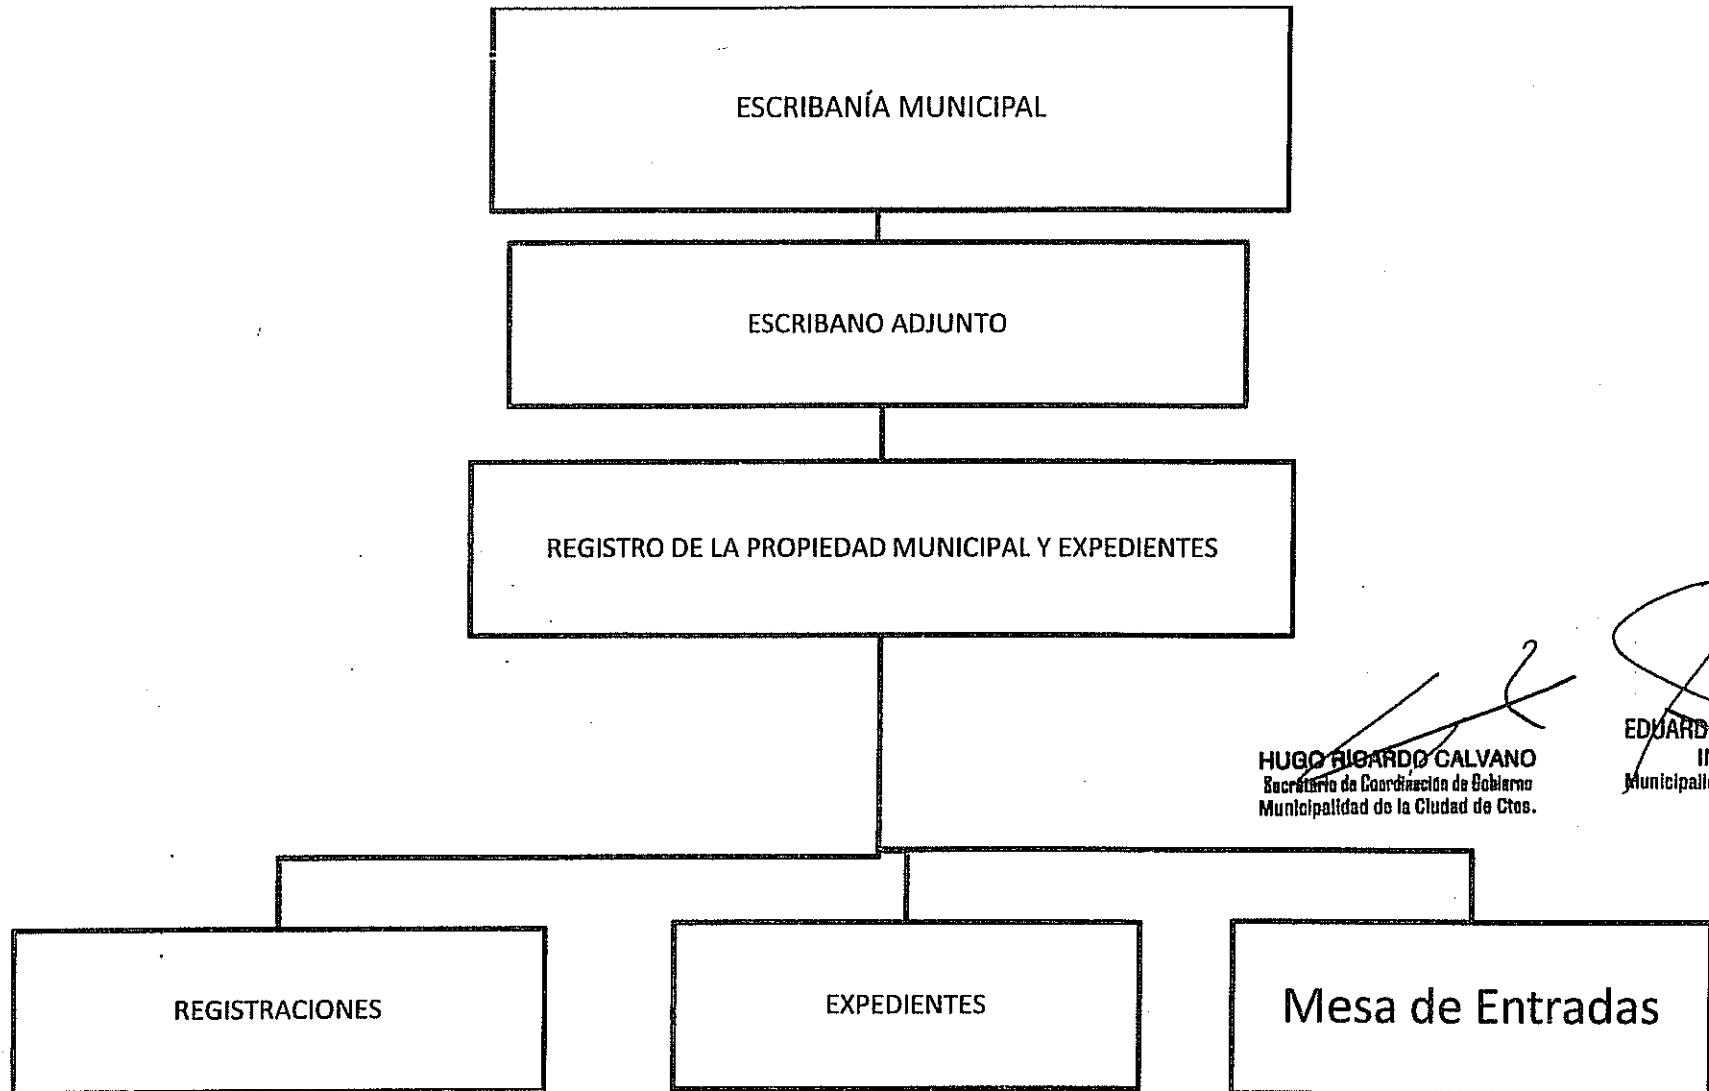 ESCRIBANÍA MUNICIPAL
ESCRIBANO ADJUNTO
REGISTRO DE LA PROPIEDAD MUNICIPAL Y EXPEDIENTES
HUGO RICARDO CALVANO
Secretario de Coordinación de Gobierno
Municipalidad de la Ciudad de Ctes.
REGISTRACIONES
EXPEDIENTES
Mesa de Entradas